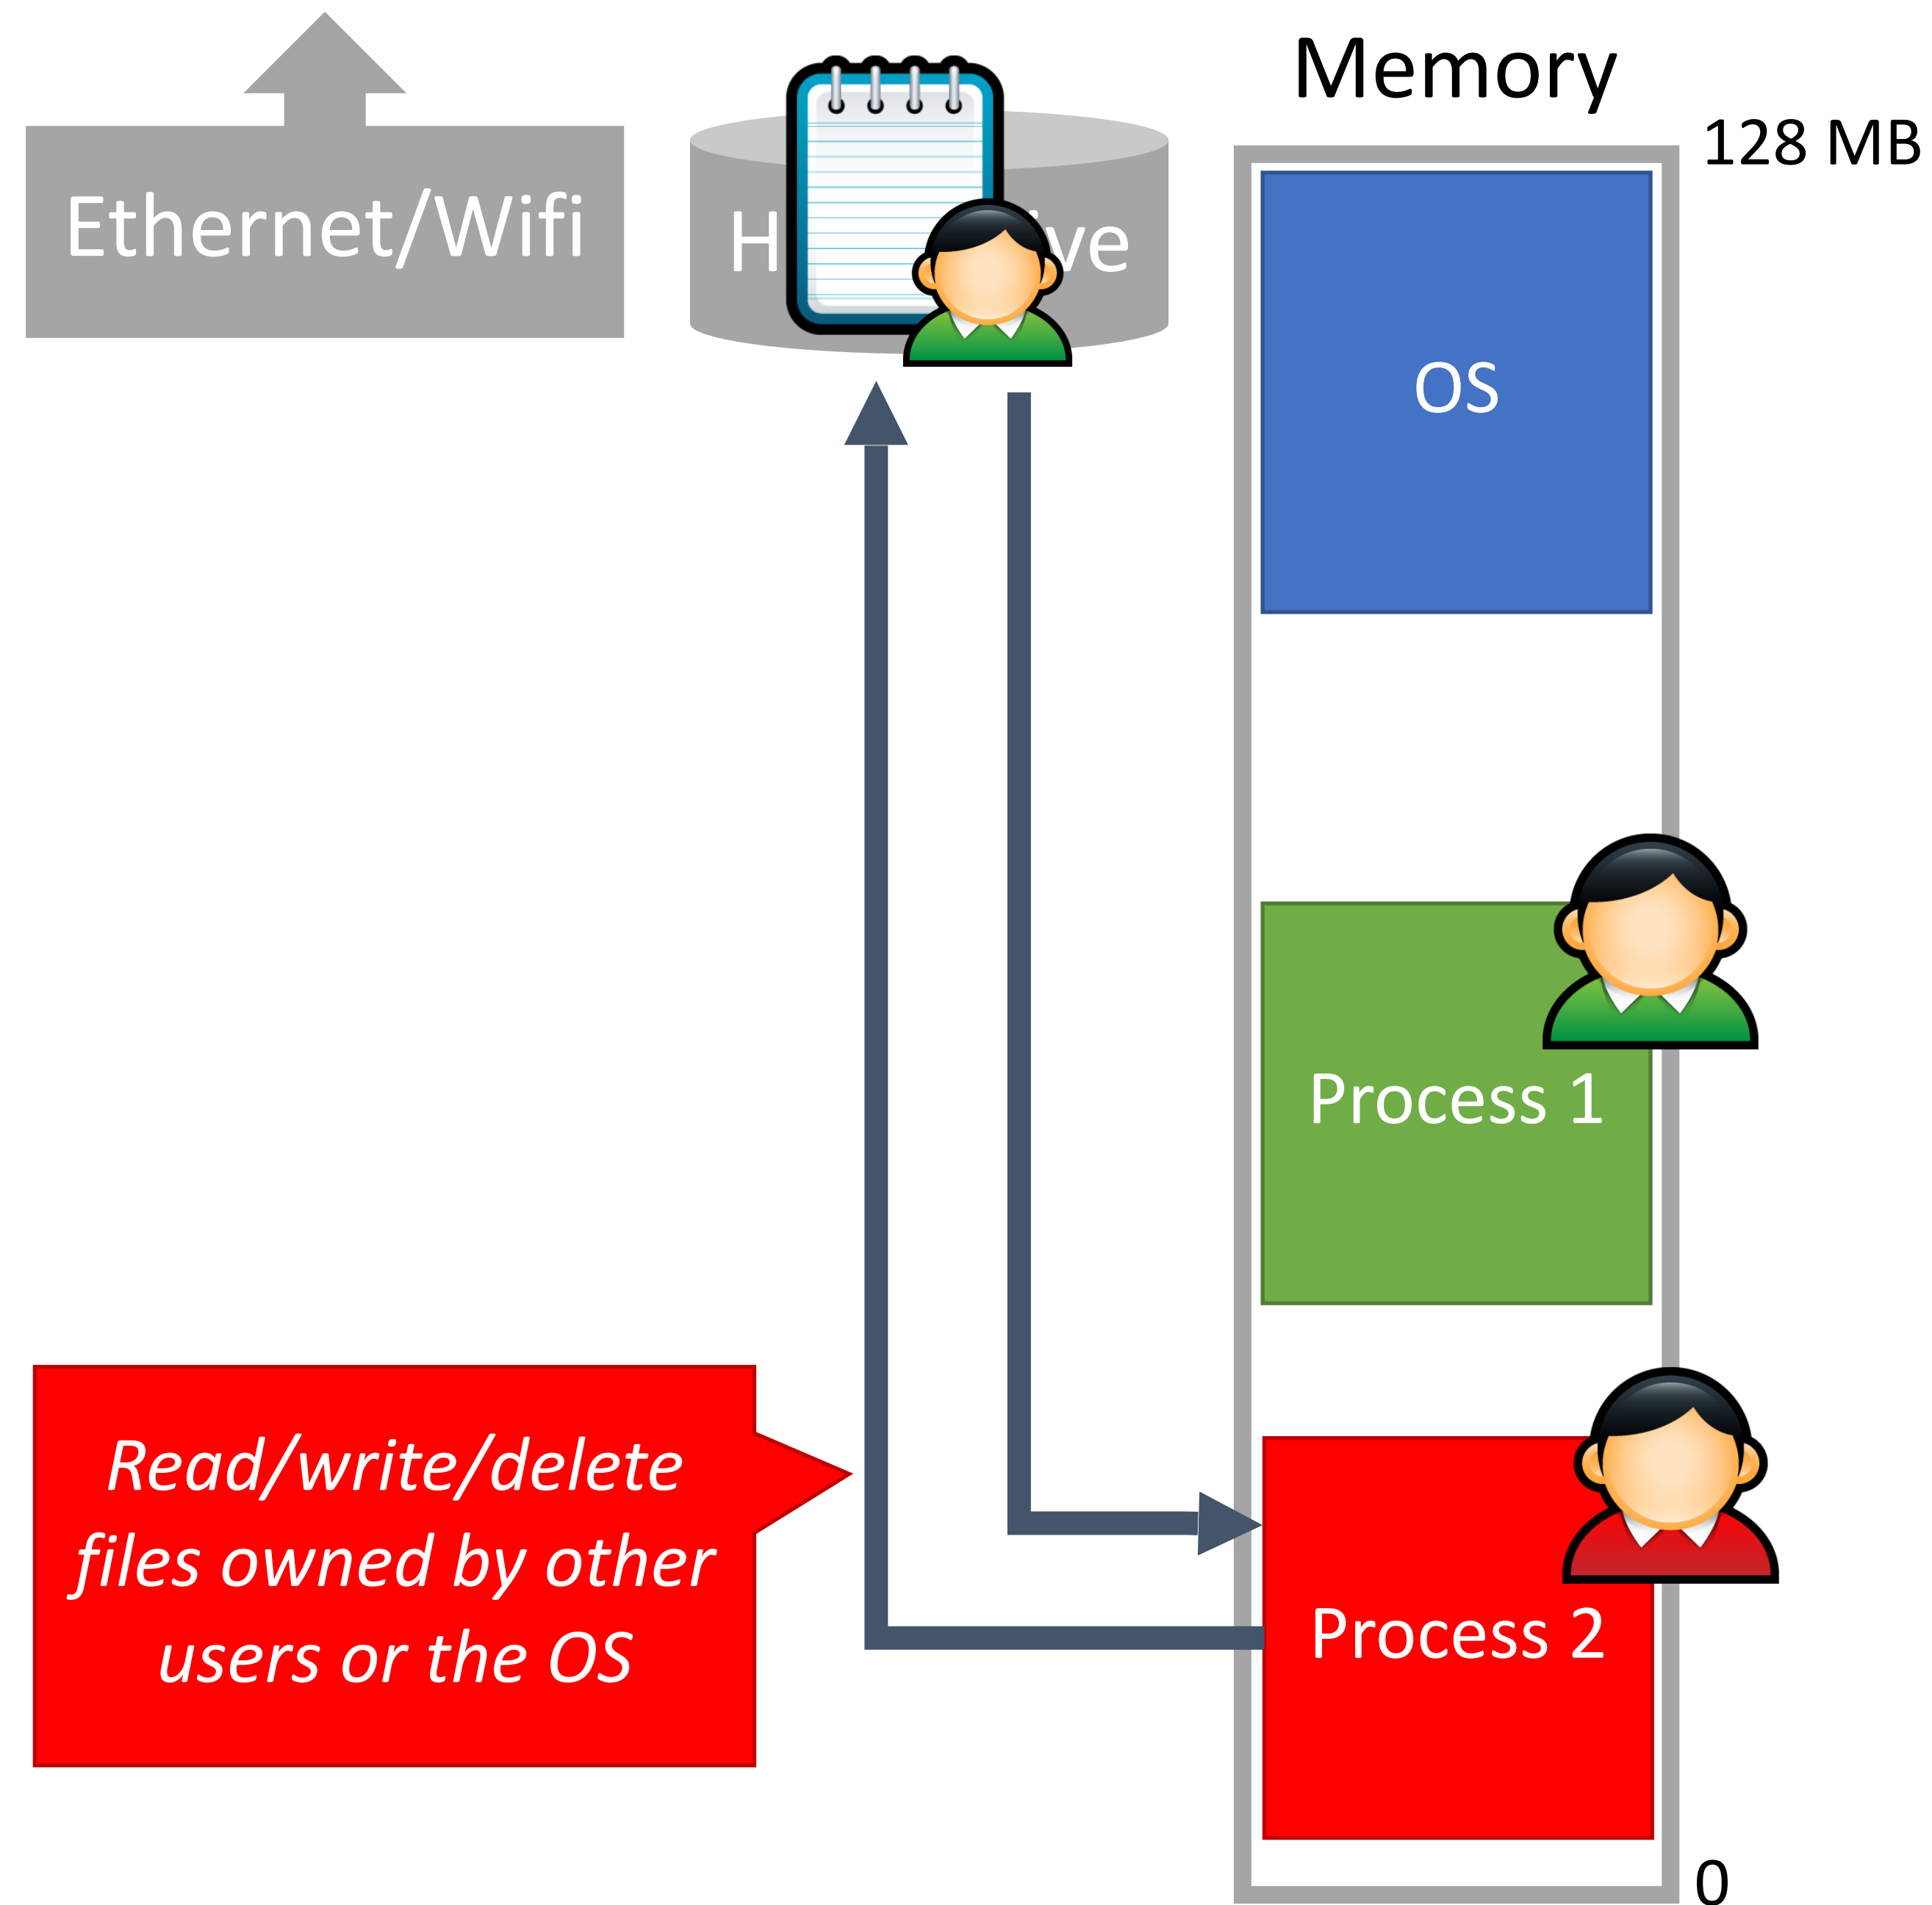 Memory
128 MB
Ethernet/Wifi
OS
Process 1
Read/write/delete
files owned by other
users or the OS
Process 2
0